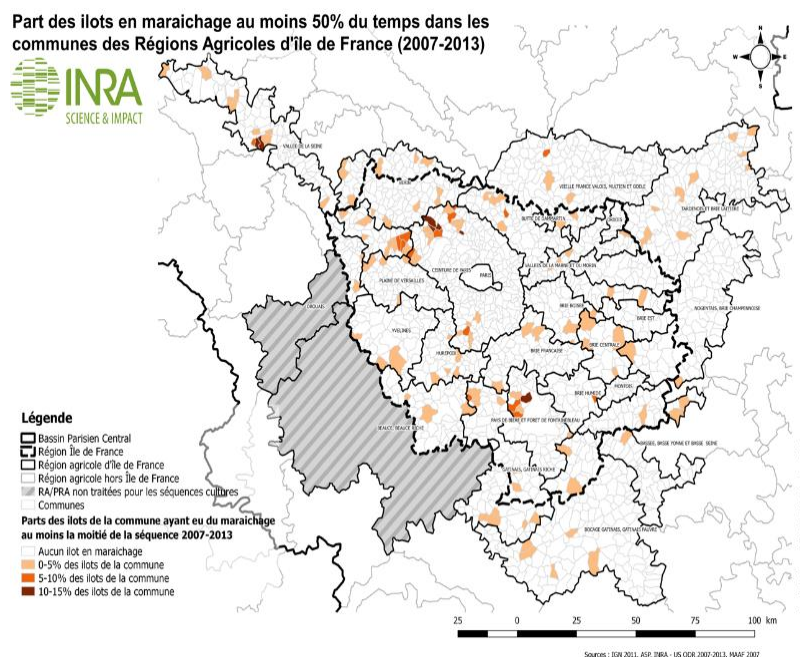 Part des ilots en maraichage au moins 50% du temps dans les
communes des Régions Agricoles d'île de France (2007-2013)
INRA
SCIENCE & IMPACT
N
W
E
S
VALLEE DE LA SEINE
VIEILLE FRANCE VALOIS, MULTIEN ET GOELE
TARDENOIS ET BRIE LAITIERE
CEINTURE DE PARIS
PARIS
VALLEES DE LA MARNE ET DU MORIN
PLAINE DE VERSAILLES
NOGENTAIS, BRIE CHAMPENOISE
DROUAIS
BRIE BOISEE
BRIE EST
YVELINES
HUREPOIX
BRIE FRANCAISE
BRIE CENTRALE
BRIE HUMIDE
MONTOIS
BEAUCE, BEAUCE RICHE
PAYS DE BIERE ET FORET DE FONTAINEBLEAU
BASSEE, BASSE YONNE ET BASSE SEINE
GATINAIS, GATINAIS RICHE
BOCAGE GATINAIS, GATINAIS PAUVRE
Légende
Bassin Parisien Central
Région Île de France
Région agricole d'île de France
Région agricole hors Île de France
RA/PRA non traitées pour les séquences cultures
Communes
Parts des ilots de la commune ayant eu du maraichage
au moins la moitié de la séquence 2007-2013
Aucun ilot en maraichage
0-5% des ilots de la commune
5-10% des ilots de la commune
10-15% des ilots de la commune
25 0 25 50 75 100 km
Sources : IGN 2011, ASP, INRA - US ODR 2007-2013, MAAF 2007